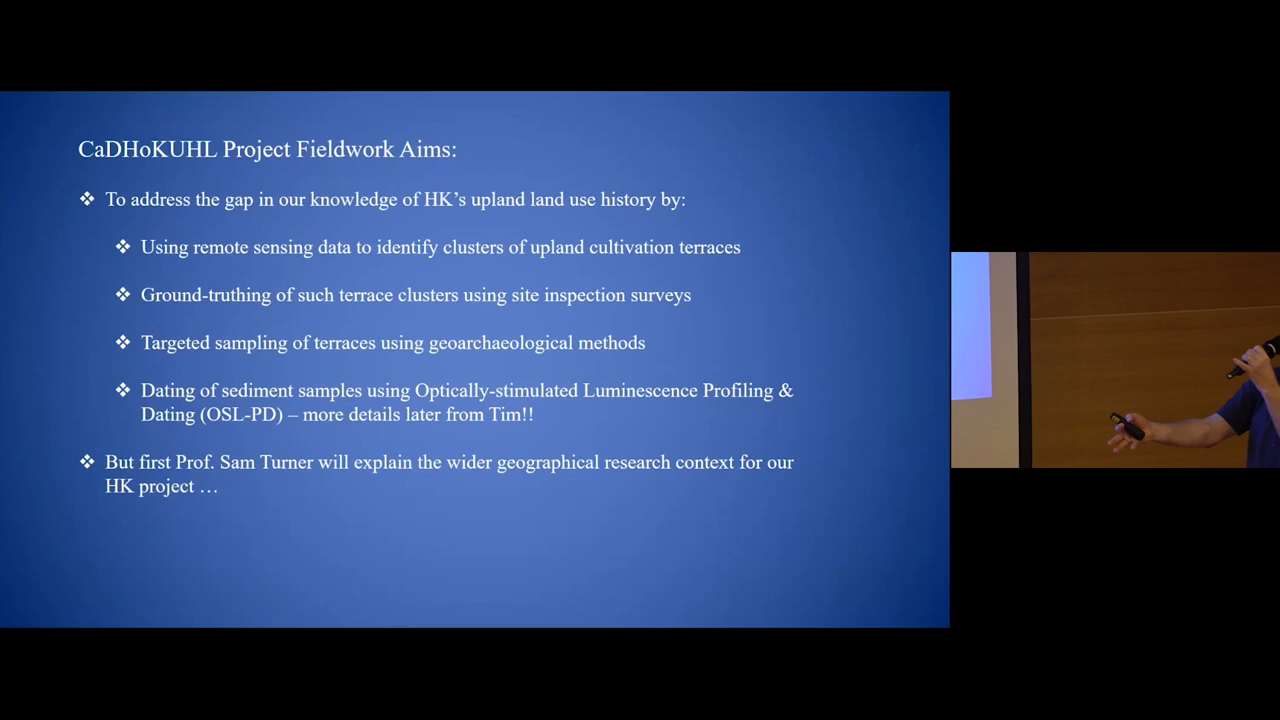 CaDHoKUHL Project Fieldwork Aims:
❖ To address the gap in our knowledge of HK’s upland land use history by:
❖ Using remote sensing data to identify clusters of upland cultivation terraces
❖ Ground-truthing of such terrace clusters using site inspection surveys
❖ Targeted sampling of terraces using geoarchaeological methods
❖ Dating of sediment samples using Optically-stimulated Luminescence Profiling &
Dating (OSL-PD) – more details later from Tim!!
❖ But first Prof. Sam Turner will explain the wider geographical research context for our
HK project …